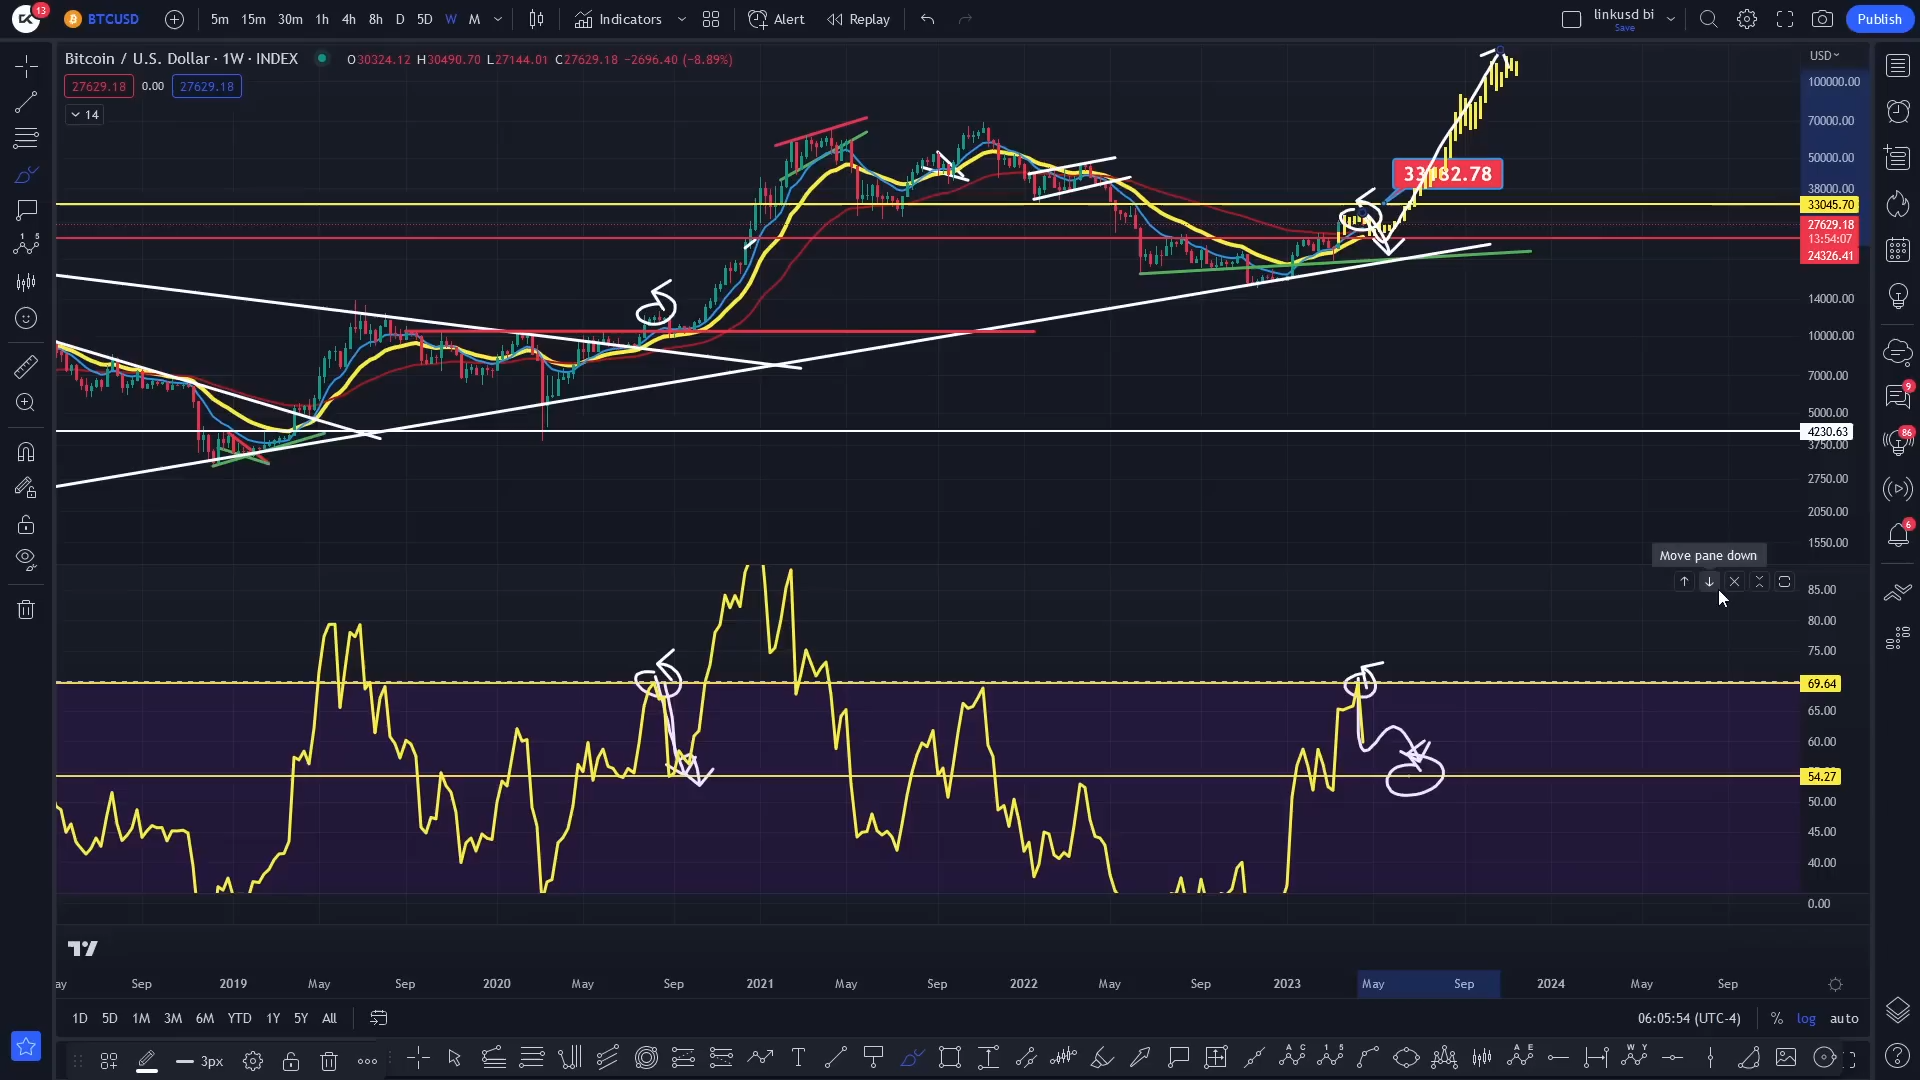 13
BTCUSD
5m 15m 30m 1h 4h 8h D 5D W M
Indicators
Alert
Replay
linkusd bi
Save
Publish
Bitcoin / U.S. Dollar · 1W · INDEX
O30324.12 H30490.70 L27144.01 C27629.18 −2696.40 (−8.89%)
27629.18 0.00 27629.18
14
USD
100000.00
70000.00
50000.00
38000.00
33045.70
27629.18
13:54:07
24326.41
14000.00
10000.00
7000.00
5000.00
4230.63
3750.00
2750.00
2050.00
1550.00
Move pane down
85.00
80.00
75.00
69.64
65.00
60.00
54.27
50.00
45.00
40.00
0.00
9
86
6
ay Sep 2019 May Sep 2020 May Sep 2021 May Sep 2022 May Sep 2023 May Sep 2024 May Sep
1D 5D 1M 3M 6M YTD 1Y 5Y All
06:05:54 (UTC-4) % log auto
3px